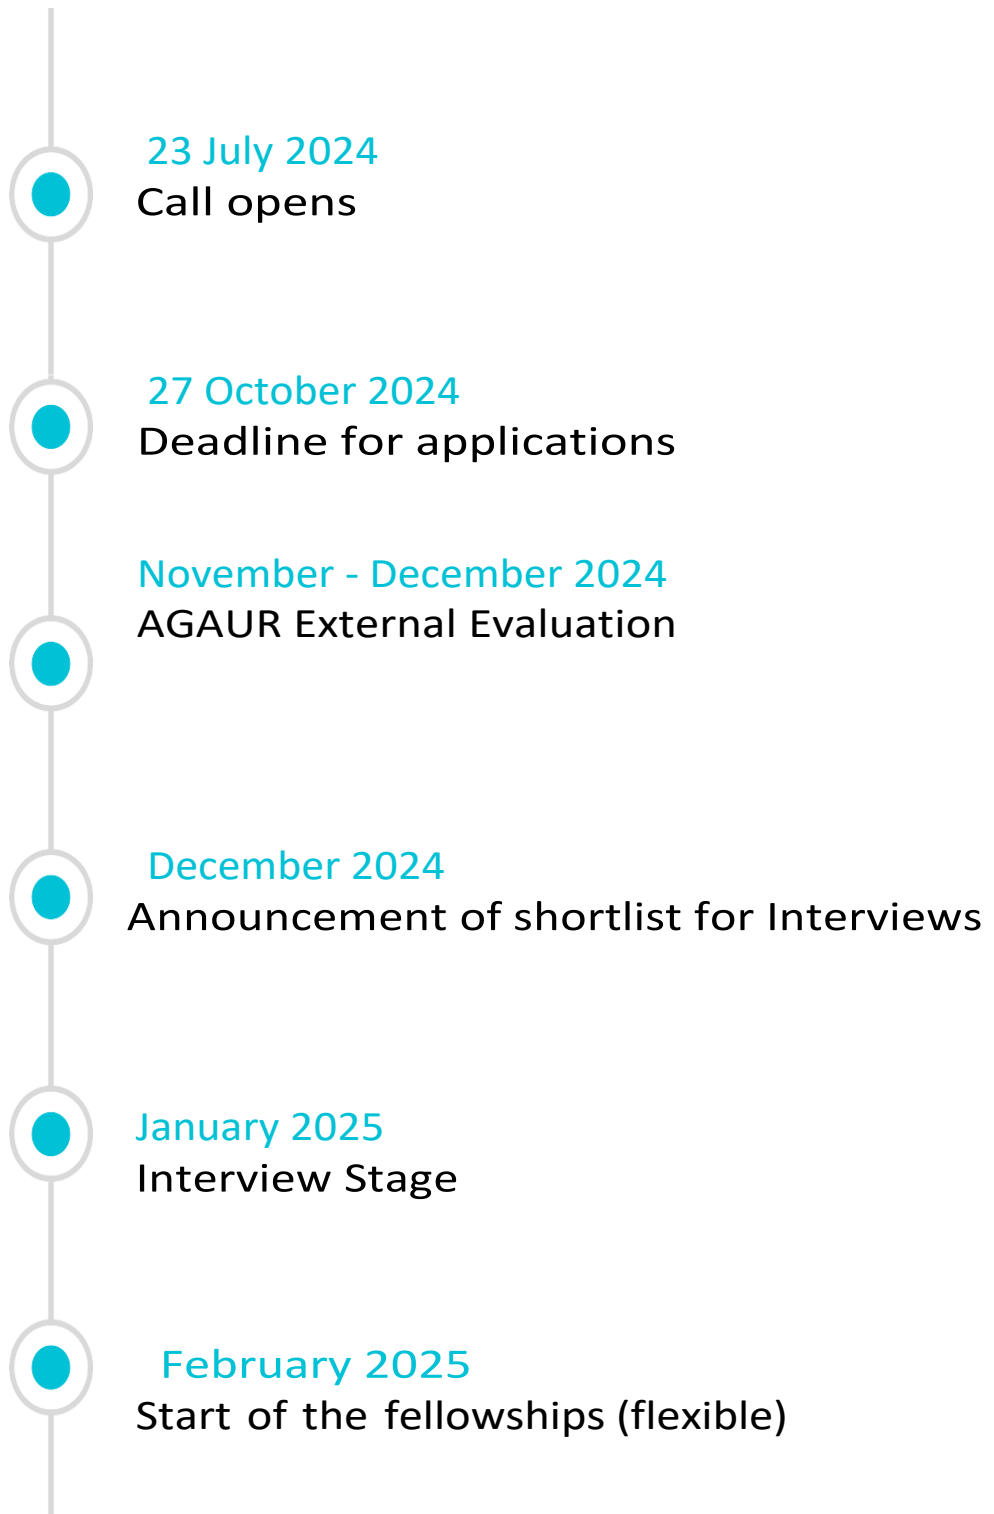 23 July 2024
Call opens
27 October 2024
Deadline for applications
November - December 2024
AGAUR External Evaluation
December 2024
Announcement of shortlist for Interviews
January 2025
Interview Stage
February 2025
Start of the fellowships (flexible)